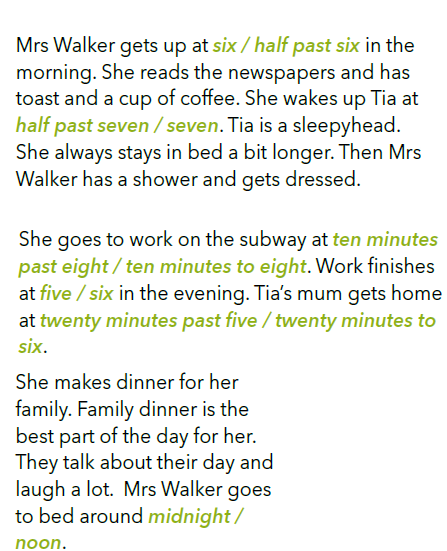 Mrs Walker gets up at six / half past six in the
morning. She reads the newspapers and has
toast and a cup of coffee. She wakes up Tia at
half past seven / seven. Tia is a sleepyhead.
She always stays in bed a bit longer. Then Mrs
Walker has a shower and gets dressed.
She goes to work on the subway at ten minutes
past eight / ten minutes to eight. Work finishes
at five / six in the evening. Tia's mum gets home
at twenty minutes past five / twenty minutes to
six.
She makes dinner for her
family. Family dinner is the
best part of the day for her.
They talk about their day and
laugh a lot. Mrs Walker goes
to bed around midnight /
noon.